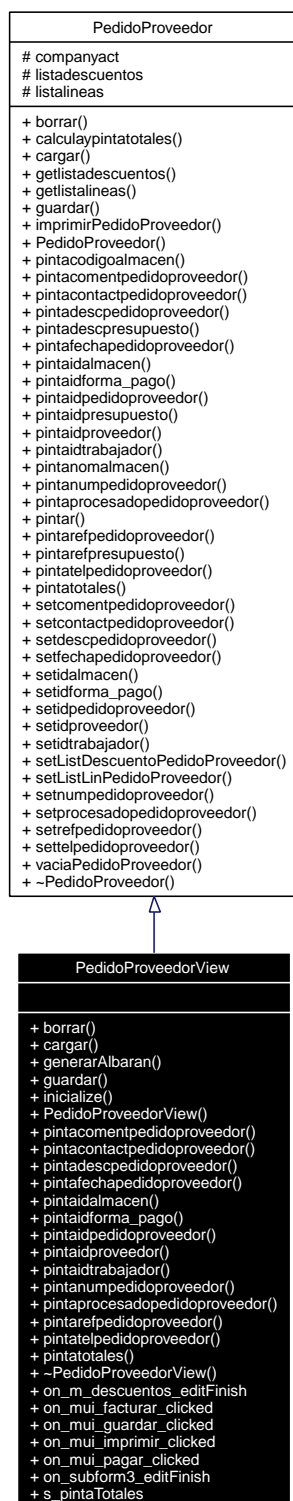 PedidoProveedor
# companyact
# listadescuentos
# listalineas
+ borrar()
+ calculaypintatotales()
+ cargar()
+ getlistadescuentos()
+ getlistalineas()
+ guardar()
+ imprimirPedidoProveedor()
+ PedidoProveedor()
+ pintacodigoalmacen()
+ pintacomentpedidoproveedor()
+ pintacontactpedidoproveedor()
+ pintadescpedidoproveedor()
+ pintadescpresupuesto()
+ pintafechapedidoproveedor()
+ pintaidalmacen()
+ pintaidforma_pago()
+ pintaidpedidoproveedor()
+ pintaidpresupuesto()
+ pintaidproveedor()
+ pintaidtrabajador()
+ pintanomalmacen()
+ pintanumpedidoproveedor()
+ pintaprocesadopedidoproveedor()
+ pintar()
+ pintarefpedidoproveedor()
+ pintarefpresupuesto()
+ pintatelpedidoproveedor()
+ pintatotales()
+ setcomentpedidoproveedor()
+ setcontactpedidoproveedor()
+ setdescpedidoproveedor()
+ setfechapedidoproveedor()
+ setidalmacen()
+ setidforma_pago()
+ setidpedidoproveedor()
+ setidproveedor()
+ setidtrabajador()
+ setListDescuentoPedidoProveedor()
+ setListLinPedidoProveedor()
+ setnumpedidoproveedor()
+ setprocesadopedidoproveedor()
+ setrefpedidoproveedor()
+ settelpedidoproveedor()
+ vaciaPedidoProveedor()
+ ~PedidoProveedor()
PedidoProveedorView
+ borrar()
+ cargar()
+ generarAlbaran()
+ guardar()
+ inicialize()
+ PedidoProveedorView()
+ pintacomentpedidoproveedor()
+ pintacontactpedidoproveedor()
+ pintadescpedidoproveedor()
+ pintafechapedidoproveedor()
+ pintaidalmacen()
+ pintaidforma_pago()
+ pintaidpedidoproveedor()
+ pintaidproveedor()
+ pintaidtrabajador()
+ pintanumpedidoproveedor()
+ pintaprocesadopedidoproveedor()
+ pintarefpedidoproveedor()
+ pintatelpedidoproveedor()
+ pintatotales()
+ ~PedidoProveedorView()
+ on_m_descuentos_editFinish
+ on_mui_facturar_clicked
+ on_mui_guardar_clicked
+ on_mui_imprimir_clicked
+ on_mui_pagar_clicked
+ on_subform3_editFinish
+ s_pintaTotales